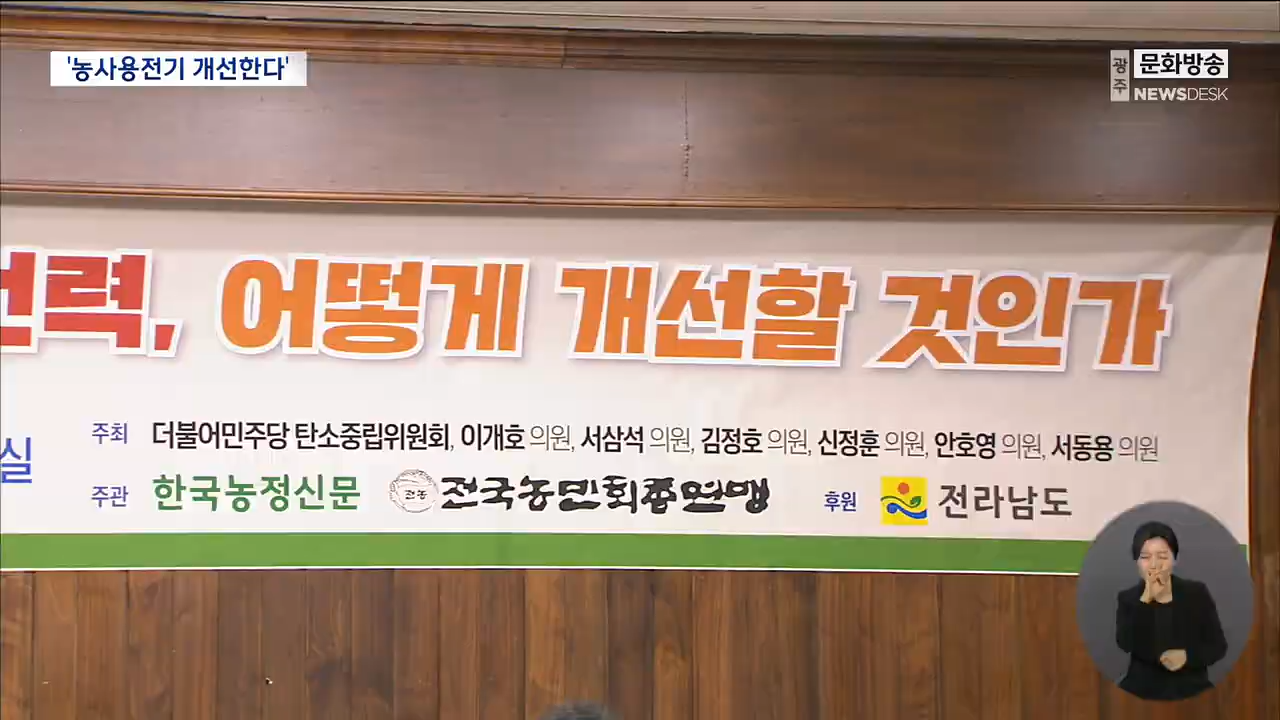 '농사용전기 개선한다'
광주 문화방송
NEWSDESK
력, 어떻게 개선할 것인가
주최 더불어민주당 탄소중립위원회, 이개호 의원, 서삼석 의원, 김정호 의원, 신정훈 의원, 안호영 의원, 서동용 의원
실
주관 한국농정신문 전농 전국농민회총연맹 후원 전라남도